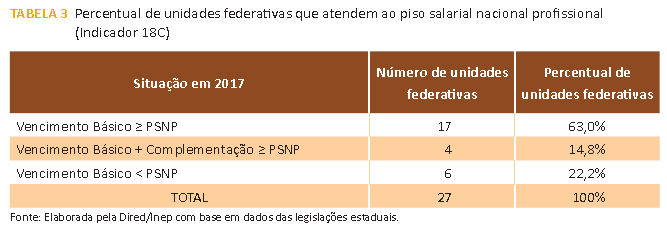 TABELA 3 Percentual de unidades federativas que atendem ao piso salarial nacional profissional
(Indicador 18C)
Situação em 2017 Número de unidades federativas Percentual de unidades federativas
Vencimento Básico ≥ PSNP 17 63,0%
Vencimento Básico + Complementação ≥ PSNP 4 14,8%
Vencimento Básico < PSNP 6 22,2%
TOTAL 27 100%
Fonte: Elaborada pela Dired/Inep com base em dados das legislações estaduais.